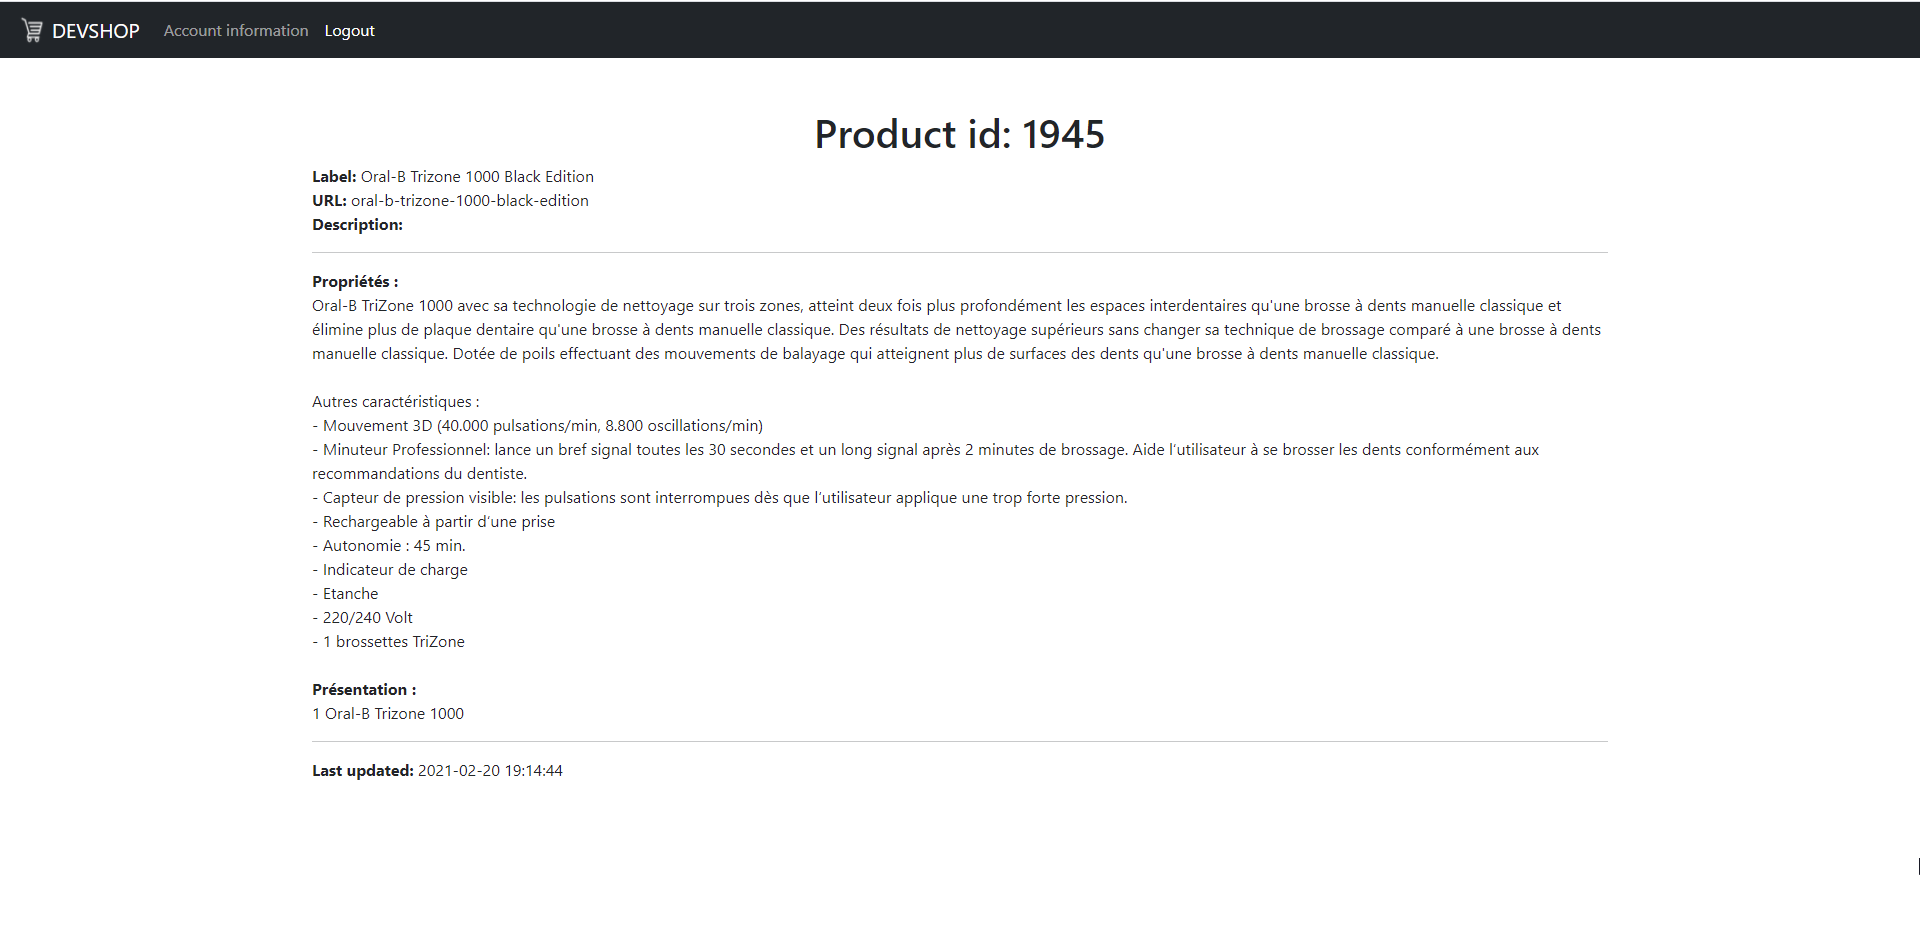 DEVSHOP Account information Logout
Product id: 1945
Label: Oral-B Trizone 1000 Black Edition
URL: oral-b-trizone-1000-black-edition
Description:
Propriétés :
Oral-B TriZone 1000 avec sa technologie de nettoyage sur trois zones, atteint deux fois plus profondément les espaces interdentaires qu'une brosse à dents manuelle classique et
élimine plus de plaque dentaire qu'une brosse à dents manuelle classique. Des résultats de nettoyage supérieurs sans changer sa technique de brossage comparé à une brosse à dents
manuelle classique. Dotée de poils effectuant des mouvements de balayage qui atteignent plus de surfaces des dents qu'une brosse à dents manuelle classique.
Autres caractéristiques :
- Mouvement 3D (40.000 pulsations/min, 8.800 oscillations/min)
- Minuteur Professionnel: lance un bref signal toutes les 30 secondes et un long signal après 2 minutes de brossage. Aide l’utilisateur à se brosser les dents conformément aux
recommandations du dentiste.
- Capteur de pression visible: les pulsations sont interrompues dès que l’utilisateur applique une trop forte pression.
- Rechargeable à partir d’une prise
- Autonomie : 45 min.
- Indicateur de charge
- Etanche
- 220/240 Volt
- 1 brossettes TriZone
Présentation :
1 Oral-B Trizone 1000
Last updated: 2021-02-20 19:14:44